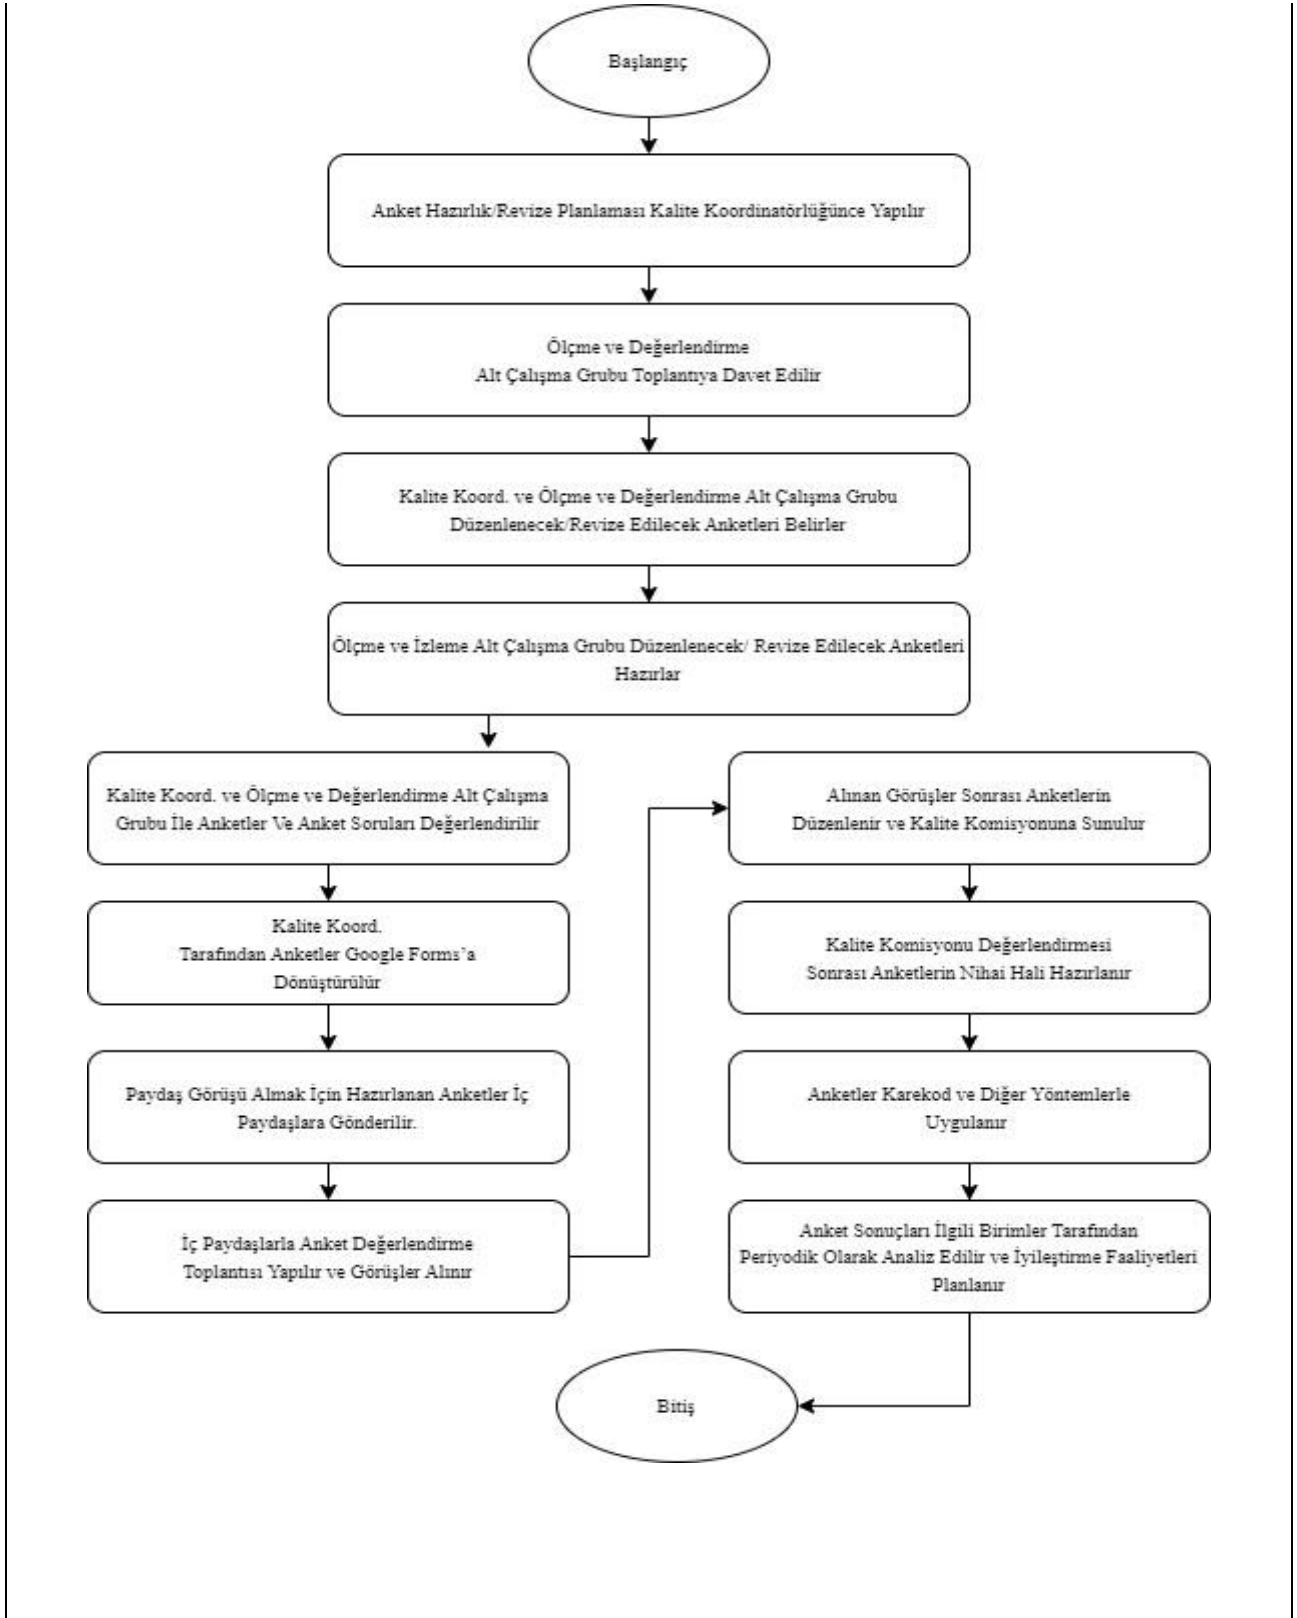 Başlangıç
Anket Hazırlık/Revize Planlaması Kalite Koordinatörlüğünce Yapılır
Ölçme ve Değerlendirme
Alt Çalışma Grubu Toplantıya Davet Edilir
Kalite Koord. ve Ölçme ve Değerlendirme Alt Çalışma Grubu
Düzenlenecek/Revize Edilecek Anketleri Belirler
Ölçme ve İzleme Alt Çalışma Grubu Düzenlenecek/ Revize Edilecek Anketleri
Hazırlar
Kalite Koord. ve Ölçme ve Değerlendirme Alt Çalışma
Grubu İle Anketler Ve Anket Soruları Değerlendirilir
Kalite Koord.
Tarafından Anketler Google Forms’a
Dönüştürülür
Paydaş Görüşü Almak İçin Hazırlanan Anketler İç
Paydaşlara Gönderilir.
İç Paydaşlarla Anket Değerlendirme
Toplantısı Yapılır ve Görüşler Alınır
Alınan Görüşler Sonrası Anketlerin
Düzenlenir ve Kalite Komisyonuna Sunulur
Kalite Komisyonu Değerlendirmesi
Sonrası Anketlerin Nihai Hali Hazırlanır
Anketler Karekod ve Diğer Yöntemlerle
Uygulanır
Anket Sonuçları İlgili Birimler Tarafından
Periyodik Olarak Analiz Edilir ve İyileştirme Faaliyetleri
Planlanır
Bitiş